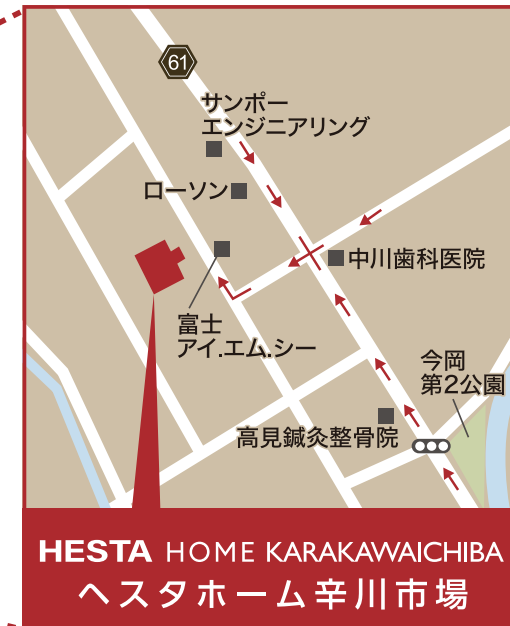 61
サンポー
エンジニアリング
ローソン
中川歯科医院
富士
アイ.エム.シー
今岡
第2公園
高見鍼灸整骨院
HESTA HOME KARAKAWAICHIBA
ヘスタホーム辛川市場